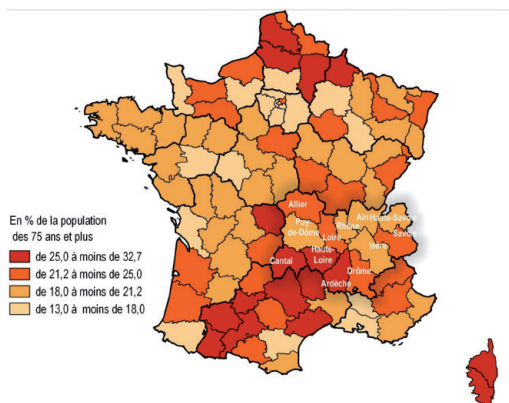 En % de la population
des 75 ans et plus
de 25,0 à moins de 32,7
de 21,2 à moins de 25,0
de 18,0 à moins de 21,2
de 13,0 à moins de 18,0
Allier
Puy-
de-Dôme
Loire
Rhône
Ain
Haute-Savoie
Savoie
Isère
Cantal
Haute-
Loire
Drôme
Ardèche